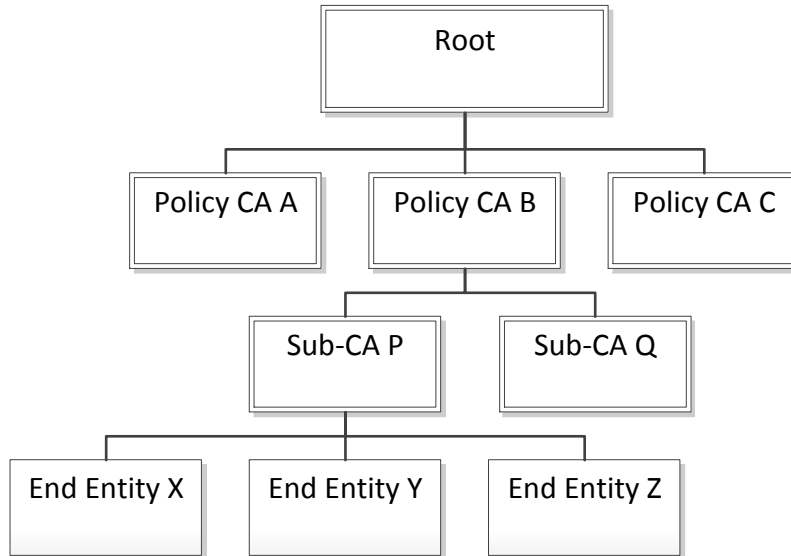 Root
Policy CA A
Policy CA B
Policy CA C
Sub-CA P
Sub-CA Q
End Entity X
End Entity Y
End Entity Z